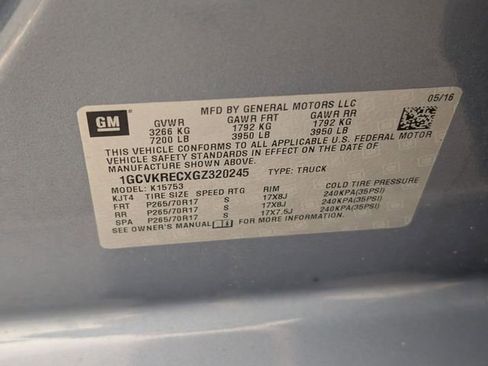 GM
MFD BY GENERAL MOTORS LLC
05/16
GVWR GAWR FRT GAWR RR
3266 KG 1792 KG 1792 KG
7200 LB 3950 LB 3950 LB
THIS VEHICLE CONFORMS TO ALL APPLICABLE U.S. FEDERAL MOTOR
VEHICLE SAFETY STANDARDS IN EFFECT ON THE DATE OF
MANUFACTURE SHOWN ABOVE.
1GCVKRECXGZ320245 TYPE: TRUCK
MODEL: K15753
KJT4 TIRE SIZE SPEED RTG RIM COLD TIRE PRESSURE
FRT P265/70R17 S 17X8J 240KPA(35PSI)
RR P265/70R17 S 17X8J 240KPA(35PSI)
SPA P265/70R17 S 17X7.5J 240KPA(35PSI)
SEE OWNER'S MANUAL